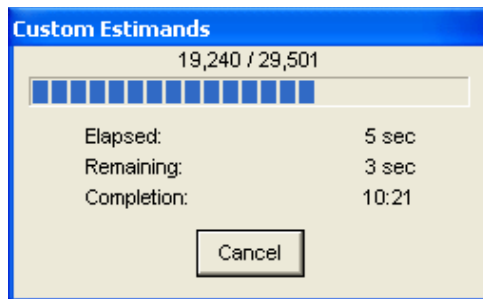 Custom Estimands
19,240 / 29,501
Elapsed: 5 sec
Remaining: 3 sec
Completion: 10:21
Cancel